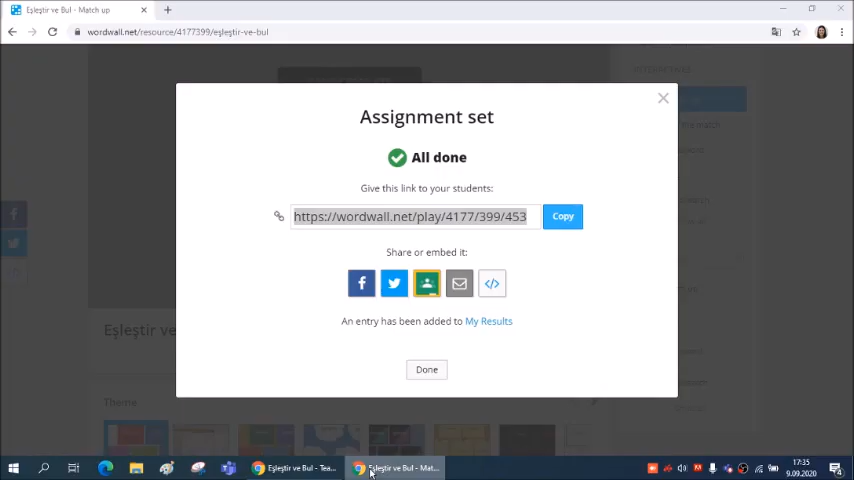 Eşleştir ve Bul - Match up
wordwall.net/resource/4177399/eşleştir-ve-bul
Assignment set
All done
Give this link to your students:
https://wordwall.net/play/4177/399/453
Copy
Share or embed it:
An entry has been added to My Results
Done
Eşleştir ve
Theme
Eşleştir ve Bul - Tea...
Eşleştir ve Bul - Mat...
17:35
9.09.2020